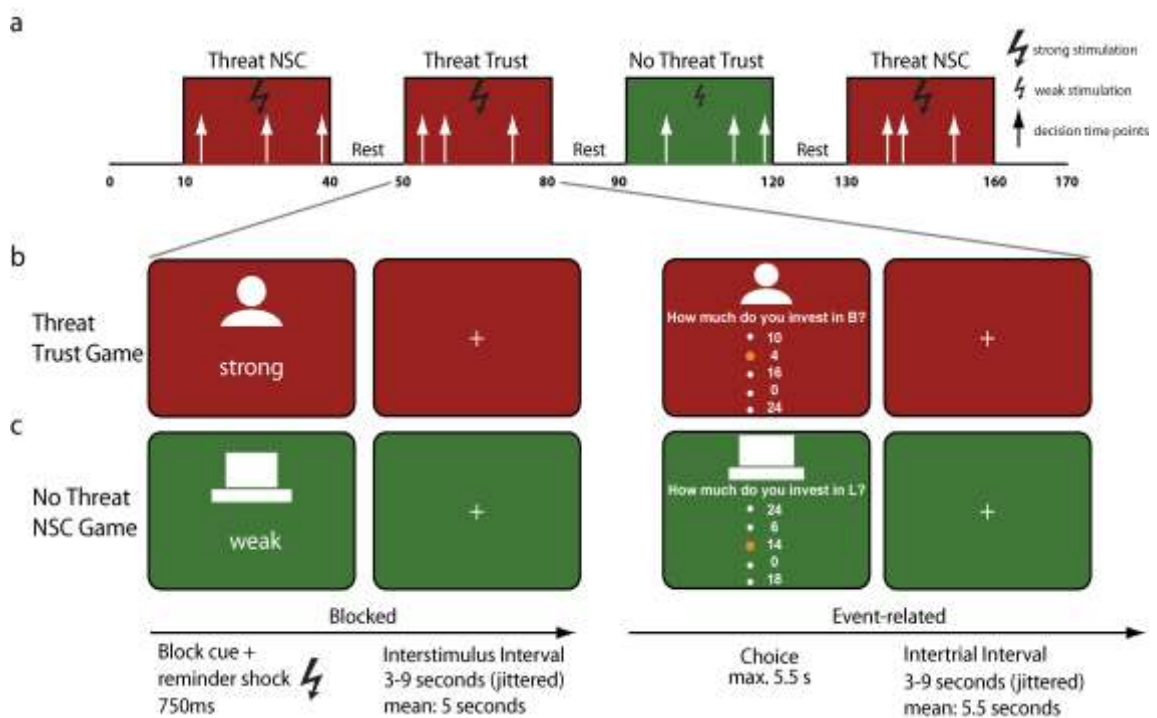 a
Threat NSC
Threat Trust
No Threat Trust
Threat NSC
strong stimulation
weak stimulation
decision time points
Rest
Rest
Rest
0
10
40
50
80
90
120
130
160
170
b
Threat
Trust Game
strong
+
How much do you invest in B?
10
4
16
0
24
+
c
No Threat
NSC Game
weak
+
How much do you invest in L?
24
6
14
0
18
+
Blocked
Event-related
Block cue +
reminder shock
750ms
Interstimulus Interval
3-9 seconds (jittered)
mean: 5 seconds
Choice
max. 5.5 s
Intertrial Interval
3-9 seconds (jittered)
mean: 5.5 seconds